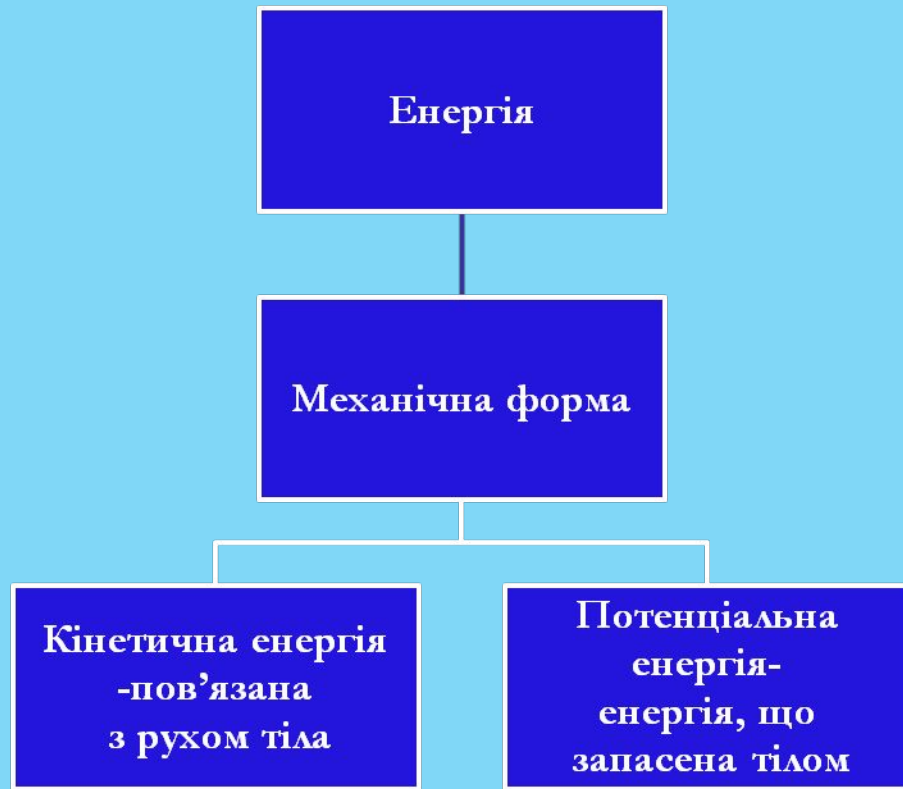 Енергія
Механічна форма
Кінетична енергія
-пов’язана
з рухом тіла
Потенціальна
енергія-
енергія, що
запасена тілом